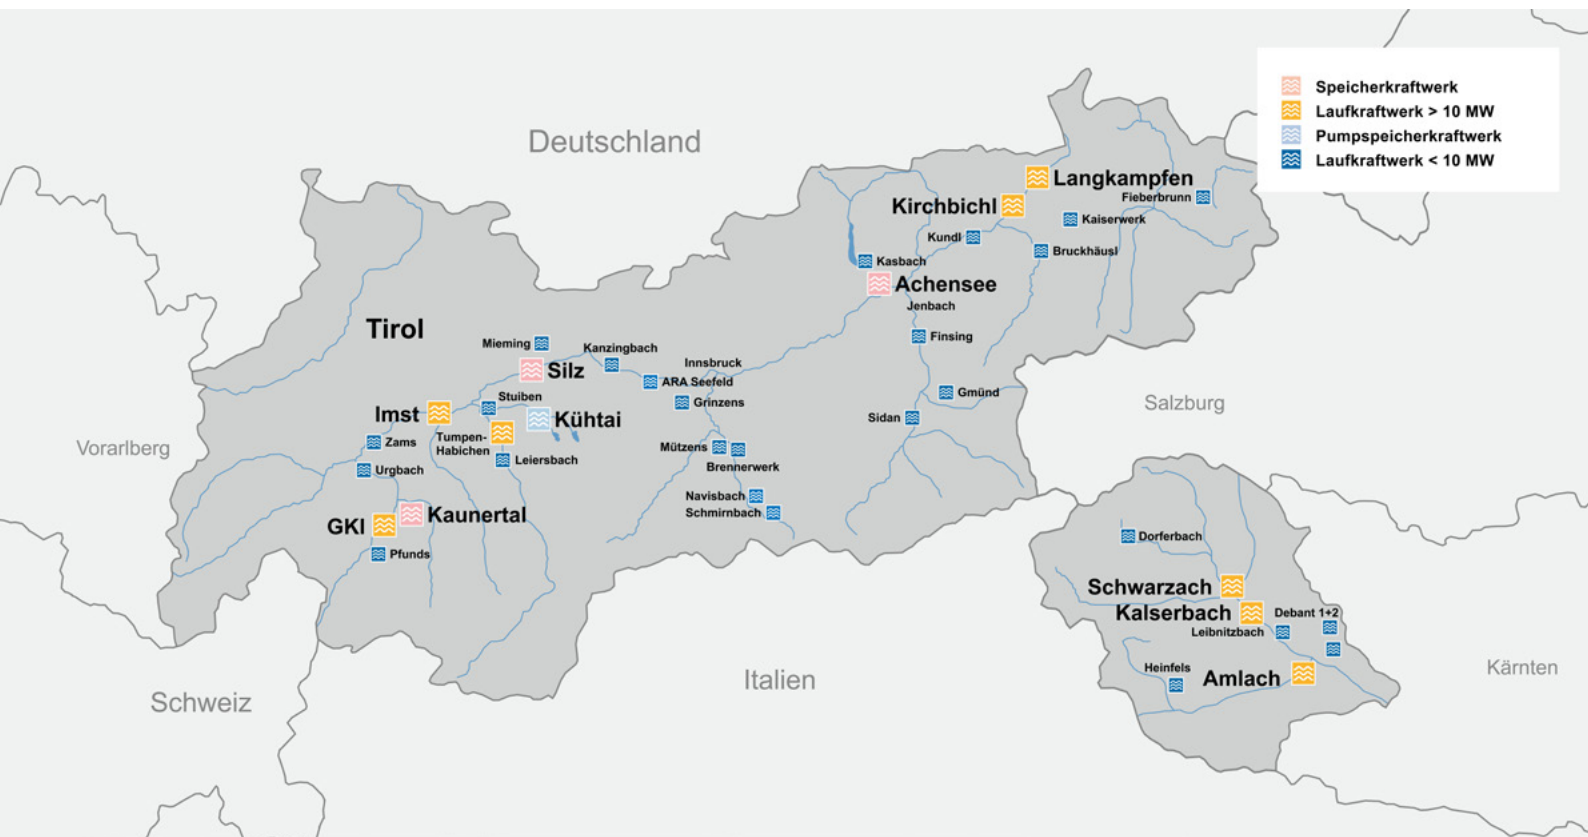 Speicherkraftwerk
Laufkraftwerk > 10 MW
Pumpspeicherkraftwerk
Laufkraftwerk < 10 MW
Deutschland
Langkampfen
Fieberbrunn
Kirchbichl
Kaiserwerk
Kundl
Bruckhäusl
Kasbach
Achensee
Jenbach
Tirol
Finsing
Mieming
Kanzingbach
Innsbruck
Silz
ARA Seefeld
Gmünd
Stuiben
Grinzens
Salzburg
Imst
Kühtai
Sidan
Tumpen-
Habichen
Zams
Vorarlberg
Mützens
Leiersbach
Brennerwerk
Urgbach
Navisbach
Schmirnbach
Kaunertal
GKI
Pfunds
Dorferbach
Schwarzach
Kalserbach
Debant 1+2
Leibnitzbach
Heinfels
Amlach
Kärnten
Italien
Schweiz